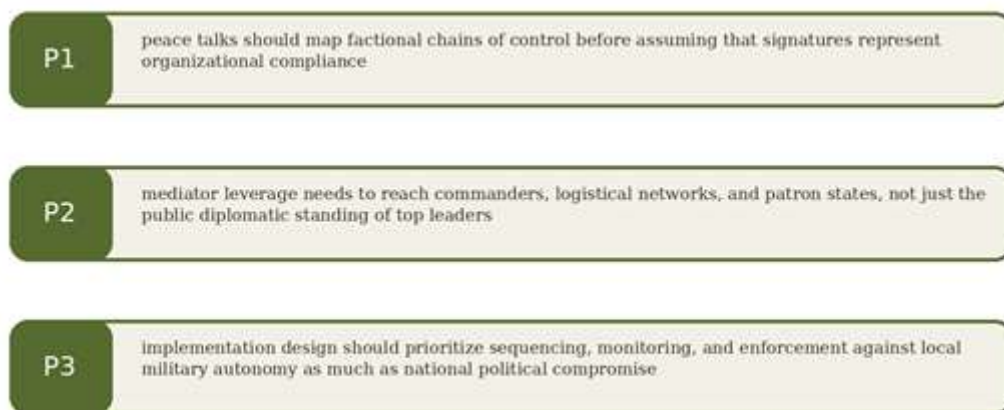 P1
peace talks should map factional chains of control before assuming that signatures represent
organizational compliance
P2
mediator leverage needs to reach commanders, logistical networks, and patron states, not just the
public diplomatic standing of top leaders
P3
implementation design should prioritize sequencing, monitoring, and enforcement against local
military autonomy as much as national political compromise